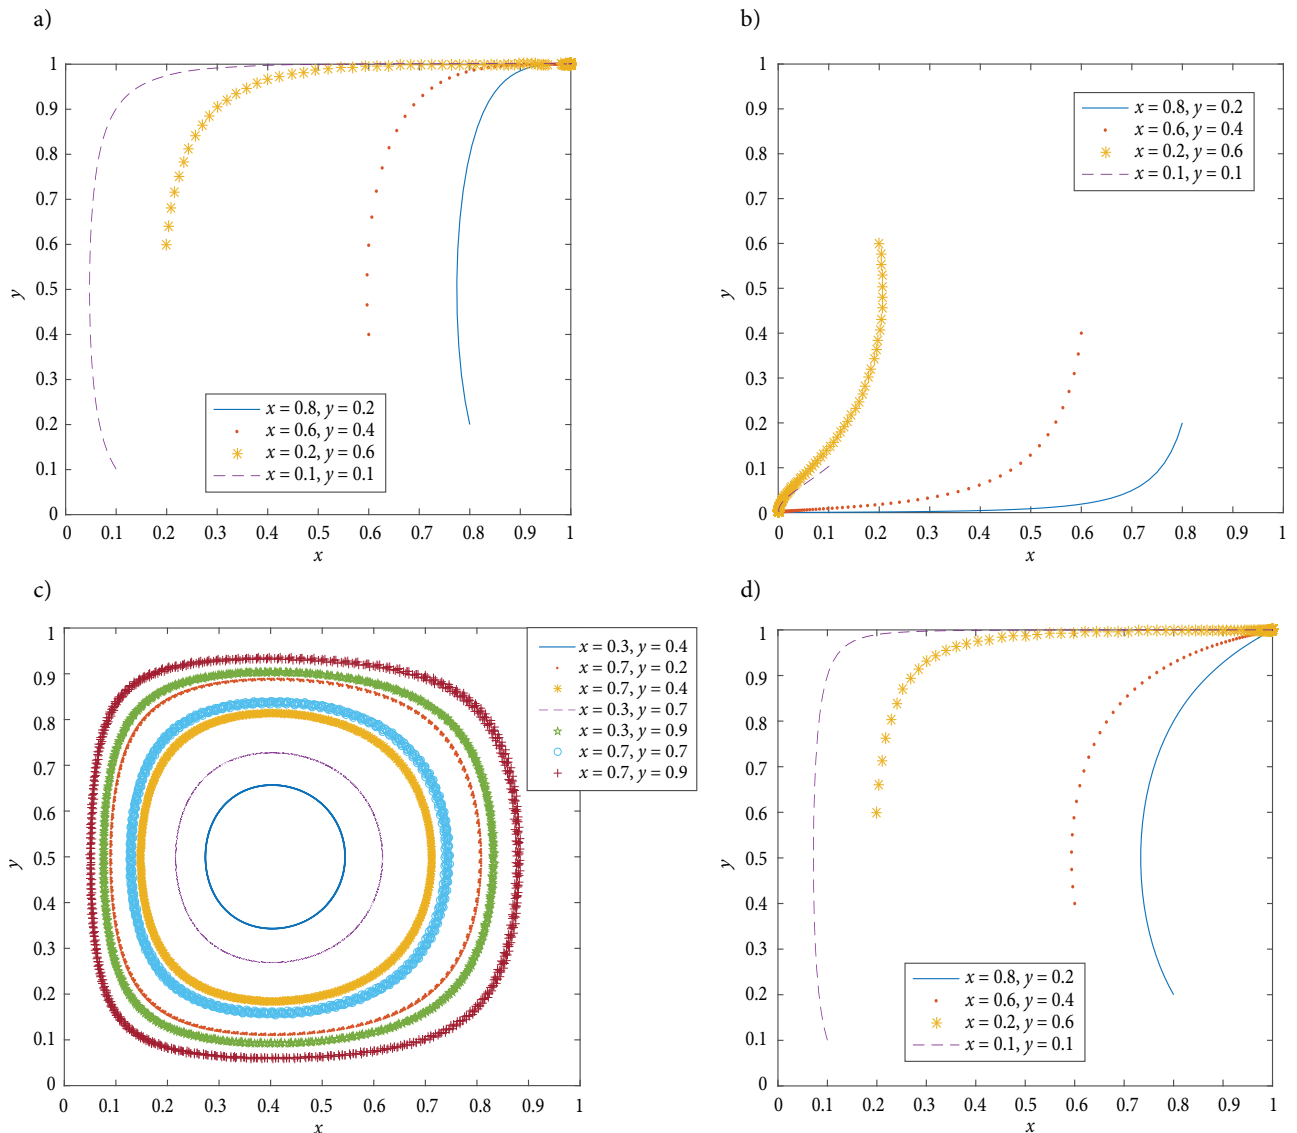 a)
1
0.9
0.8
0.7
0.6
0.5
0.4
0.3
0.2
0.1
0
y
x = 0.8, y = 0.2
x = 0.6, y = 0.4
x = 0.2, y = 0.6
x = 0.1, y = 0.1
0 0.1 0.2 0.3 0.4 0.5 0.6 0.7 0.8 0.9 1
x
b)
1
0.9
0.8
0.7
0.6
0.5
0.4
0.3
0.2
0.1
0
y
x = 0.8, y = 0.2
x = 0.6, y = 0.4
x = 0.2, y = 0.6
x = 0.1, y = 0.1
0 0.1 0.2 0.3 0.4 0.5 0.6 0.7 0.8 0.9 1
x
c)
1
0.9
0.8
0.7
0.6
0.5
0.4
0.3
0.2
0.1
0
y
x = 0.3, y = 0.4
x = 0.7, y = 0.2
x = 0.7, y = 0.4
x = 0.3, y = 0.7
x = 0.3, y = 0.9
x = 0.7, y = 0.7
x = 0.7, y = 0.9
0 0.1 0.2 0.3 0.4 0.5 0.6 0.7 0.8 0.9 1
x
d)
1
0.9
0.8
0.7
0.6
0.5
0.4
0.3
0.2
0.1
0
y
x = 0.8, y = 0.2
x = 0.6, y = 0.4
x = 0.2, y = 0.6
x = 0.1, y = 0.1
0 0.1 0.2 0.3 0.4 0.5 0.6 0.7 0.8 0.9 1
x